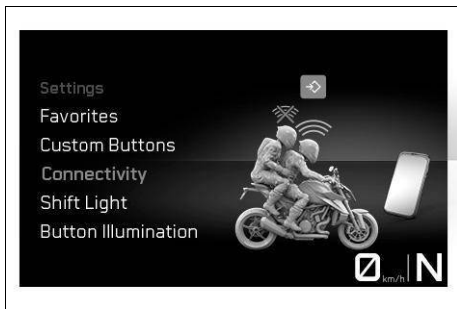 Settings
Favorites
Custom Buttons
Connectivity
Shift Light
Button Illumination
0 km/h N